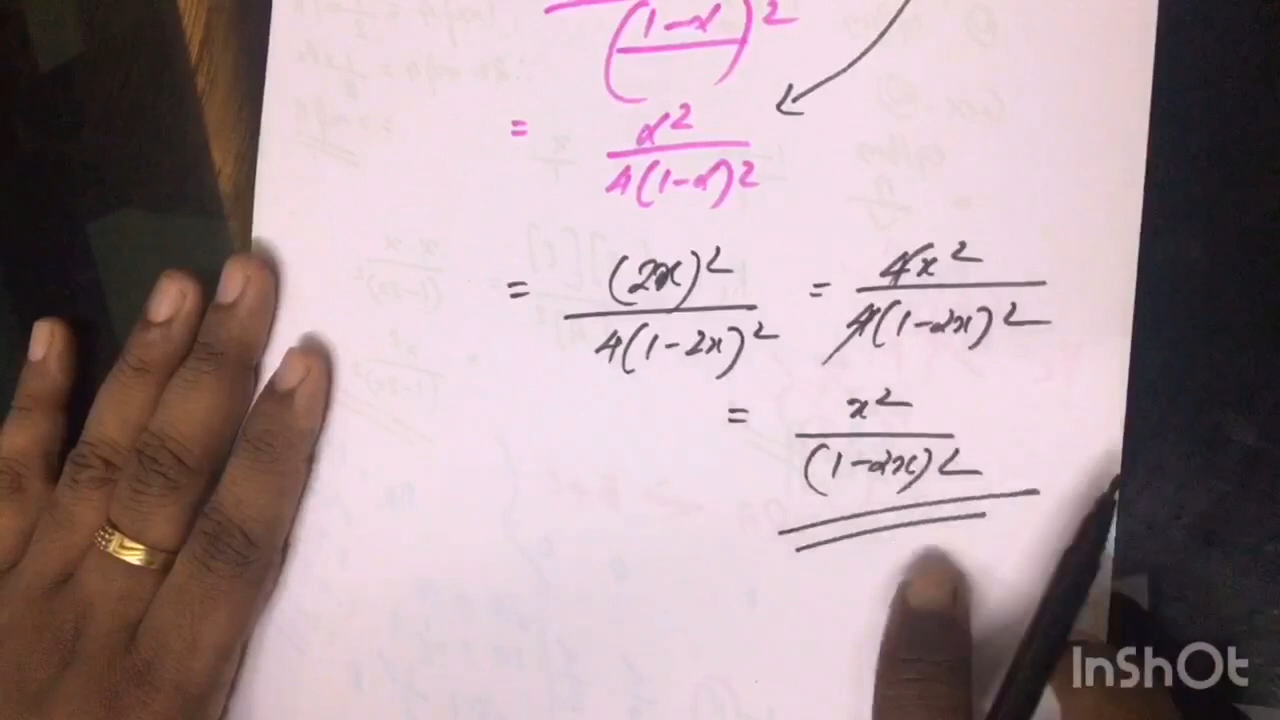 (1-α)²
= α² / 4(1-α)²
= (2x)² / 4(1-2x)² = 4x² / 4(1-2x)²
= x² / (1-2x)²
InShOt